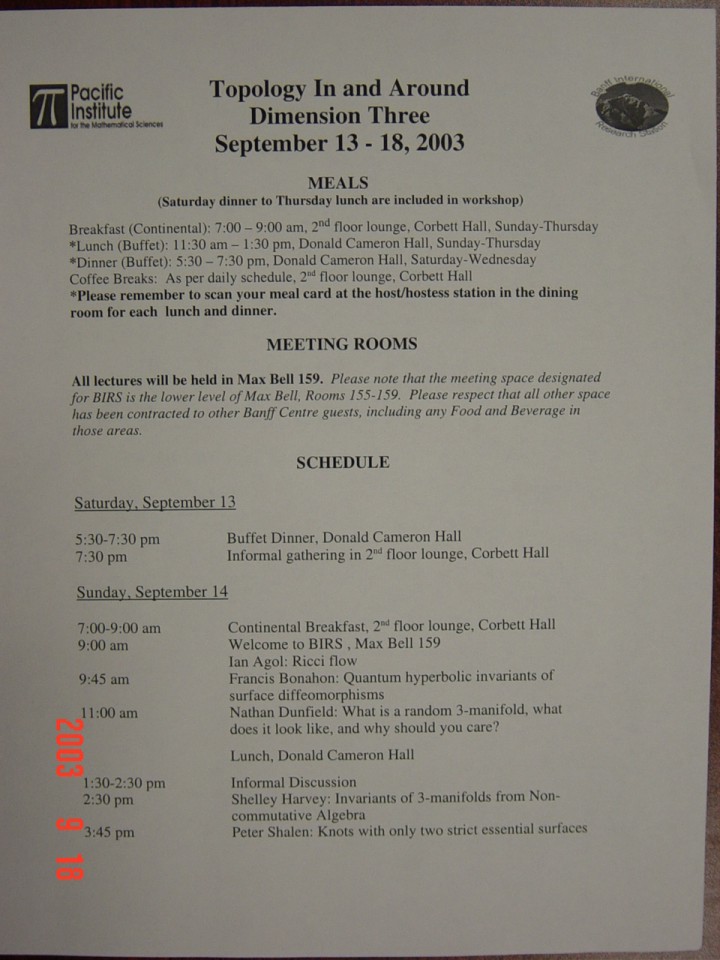 π Pacific
Institute
for the Mathematical Sciences
Topology In and Around
Dimension Three
September 13 - 18, 2003
Banff International
Research Station
MEALS
(Saturday dinner to Thursday lunch are included in workshop)
Breakfast (Continental): 7:00 – 9:00 am, 2nd floor lounge, Corbett Hall, Sunday-Thursday
*Lunch (Buffet): 11:30 am – 1:30 pm, Donald Cameron Hall, Sunday-Thursday
*Dinner (Buffet): 5:30 – 7:30 pm, Donald Cameron Hall, Saturday-Wednesday
Coffee Breaks: As per daily schedule, 2nd floor lounge, Corbett Hall
*Please remember to scan your meal card at the host/hostess station in the dining
room for each lunch and dinner.
MEETING ROOMS
All lectures will be held in Max Bell 159. Please note that the meeting space designated
for BIRS is the lower level of Max Bell, Rooms 155-159. Please respect that all other space
has been contracted to other Banff Centre guests, including any Food and Beverage in
those areas.
SCHEDULE
Saturday, September 13
5:30-7:30 pm Buffet Dinner, Donald Cameron Hall
7:30 pm Informal gathering in 2nd floor lounge, Corbett Hall
Sunday, September 14
7:00-9:00 am Continental Breakfast, 2nd floor lounge, Corbett Hall
9:00 am Welcome to BIRS , Max Bell 159
Ian Agol: Ricci flow
9:45 am Francis Bonahon: Quantum hyperbolic invariants of
surface diffeomorphisms
11:00 am Nathan Dunfield: What is a random 3-manifold, what
does it look like, and why should you care?
Lunch, Donald Cameron Hall
1:30-2:30 pm Informal Discussion
2:30 pm Shelley Harvey: Invariants of 3-manifolds from Non-
commutative Algebra
3:45 pm Peter Shalen: Knots with only two strict essential surfaces
2003 9 18